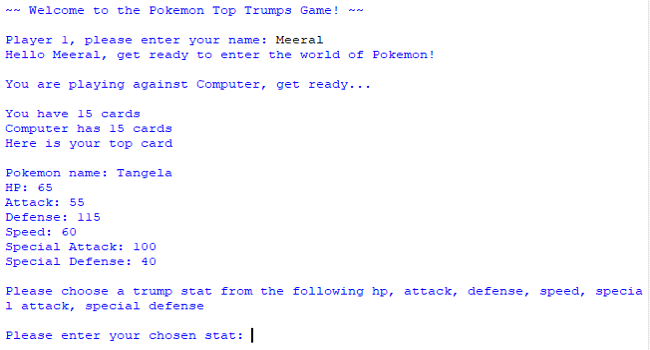 ~~ Welcome to the Pokemon Top Trumps Game! ~~
Player 1, please enter your name: Meeral
Hello Meeral, get ready to enter the world of Pokemon!
You are playing against Computer, get ready...
You have 15 cards
Computer has 15 cards
Here is your top card
Pokemon name: Tangela
HP: 65
Attack: 55
Defense: 115
Speed: 60
Special Attack: 100
Special Defense: 40
Please choose a trump stat from the following hp, attack, defense, speed, specia
l attack, special defense
Please enter your chosen stat: